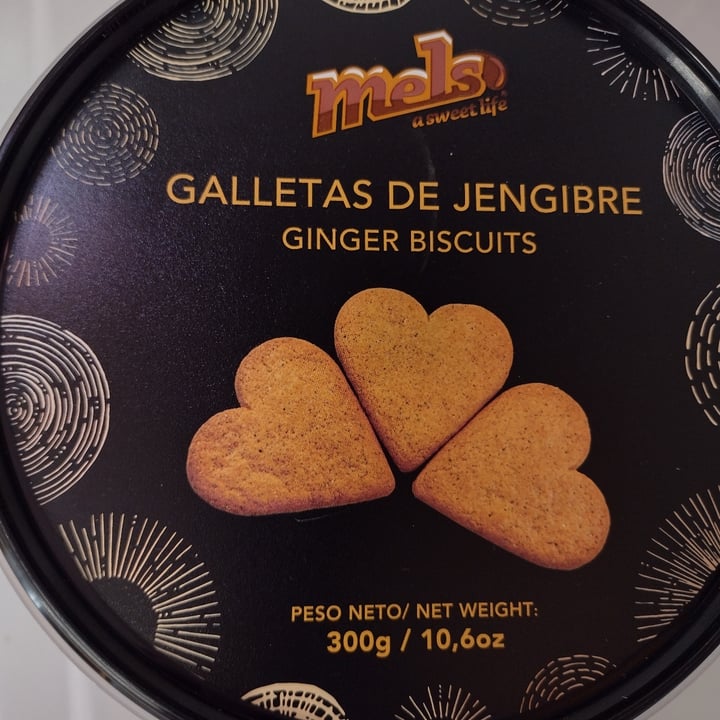 mels
a sweet life
GALLETAS DE JENGIBRE
GINGER BISCUITS
PESO NETO/ NET WEIGHT:
300g / 10,6oz